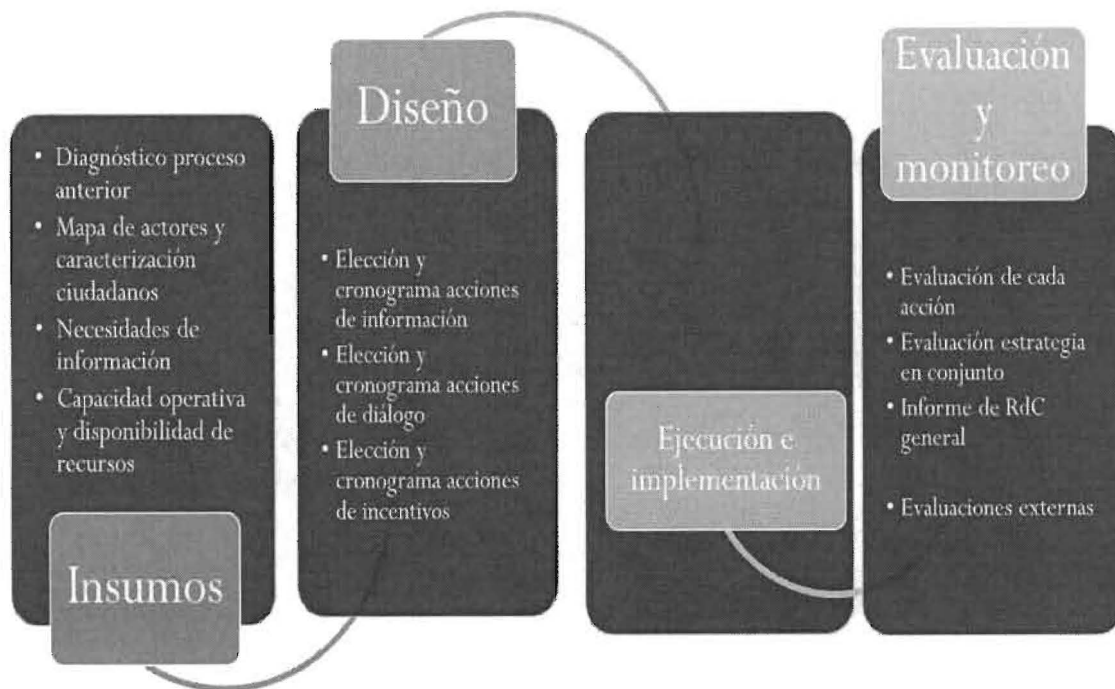 • Diagnóstico proceso
anterior
• Mapa de actores y
caracterización
ciudadanos
• Necesidades de
información
• Capacidad operativa
y disponibilidad de
recursos
Insumos
Diseño
• Elección y
cronograma acciones
de información
• Elección y
cronograma acciones
de diálogo
• Elección y
cronograma acciones
de incentivos
Ejecución e
implementación
Evaluación
y
monitoreo
• Evaluación de cada
acción
• Evaluación estrategia
en conjunto
• Informe de RdC
general
• Evaluaciones externas